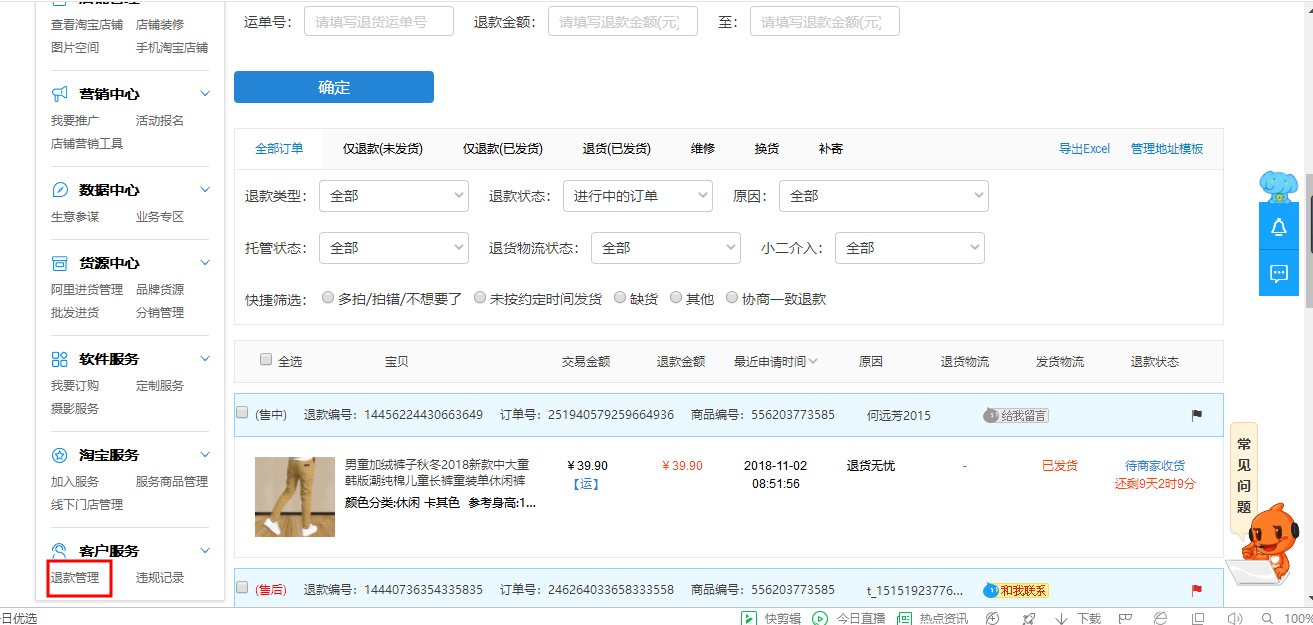 店铺管理
查看淘宝店铺 店铺装修
图片空间 手机淘宝店铺
营销中心
我要推广 活动报名
店铺营销工具
数据中心
生意参谋 业务专区
货源中心
阿里进货管理 品牌货源
批发进货 分销管理
软件服务
我要订购 定制服务
摄影服务
淘宝服务
加入服务 服务商品管理
线下门店管理
客户服务
退款管理 违规记录
运单号： 请填写退货运单号 退款金额： 请填写退款金额(元) 至： 请填写退款金额(元)
确定
全部订单 仅退款(未发货) 仅退款(已发货) 退货(已发货) 维修 换货 补寄 导出Excel 管理地址模板
退款类型： 全部 退款状态： 进行中的订单 原因： 全部
托管状态： 全部 退货物流状态： 全部 小二介入： 全部
快捷筛选： 多拍/拍错/不想要了 未按约定时间发货 缺货 其他 协商一致退款
全选 宝贝 交易金额 退款金额 最近申请时间 原因 退货物流 发货物流 退款状态
(售中) 退款编号：14456224430663649 订单号：251940579259664936 商品编号：556203773585 何远芳2015 给我留言
男童加绒裤子秋冬2018新款中大童 ￥39.90 ￥39.90 2018-11-02 退货无忧 - 已发货 待商家收货
韩版潮纯棉儿童长裤童装单休闲裤 【运】 08:51:56 还剩9天2时9分
颜色分类:休闲 卡其色 参考身高:1...
(售后) 退款编号：14440736354335835 订单号：246264033658333558 商品编号：556203773585 t_15151923776... 和我联系
常见问题
日优选 快剪辑 今日直播 热点资讯 下载 100%